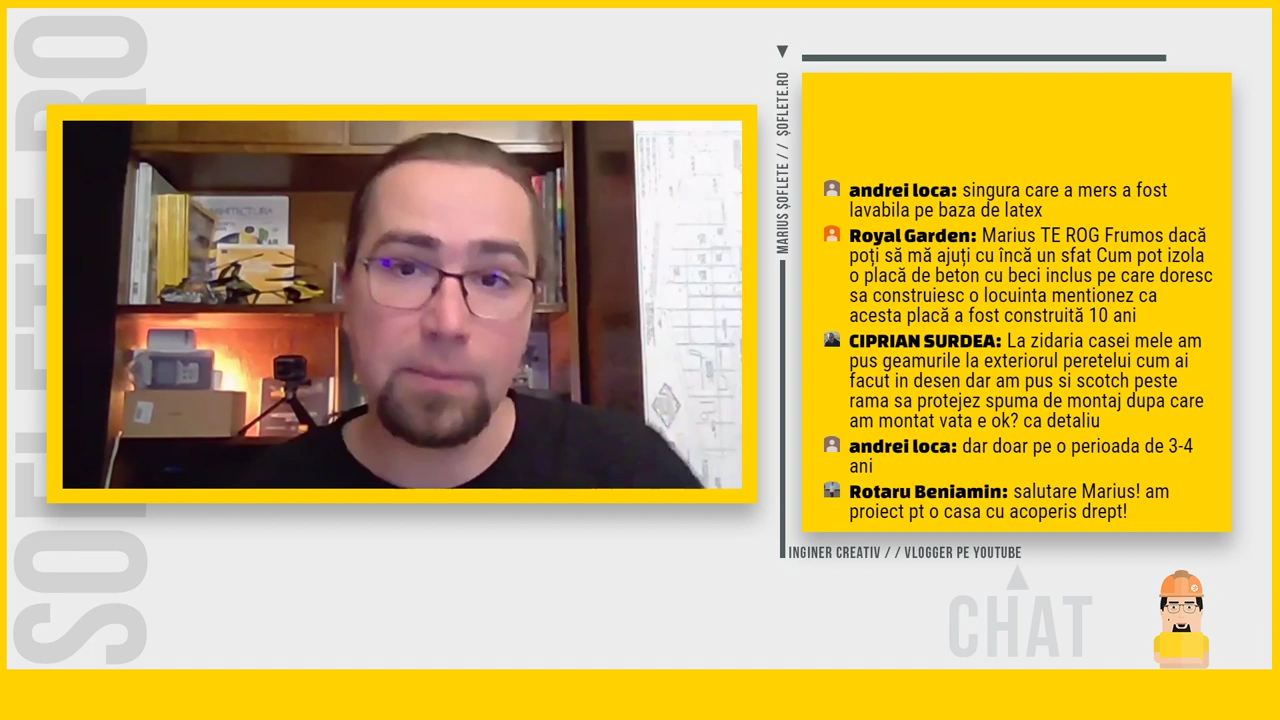 SOFLETE.RO
ARHITECTURA
MARIUS ȘOFLETE / / ȘOFLETE.RO
andrei loca: singura care a mers a fost
lavabila pe baza de latex
Royal Garden: Marius TE ROG Frumos dacă
poți să mă ajuți cu încă un sfat Cum pot izola
o placă de beton cu beci inclus pe care doresc
sa construiesc o locuinta mentionez ca
acesta placă a fost construită 10 ani
CIPRIAN SURDEA: La zidaria casei mele am
pus geamurile la exteriorul peretelui cum ai
facut in desen dar am pus si scotch peste
rama sa protejez spuma de montaj dupa care
am montat vata e ok? ca detaliu
andrei loca: dar doar pe o perioada de 3-4
ani
Rotaru Beniamin: salutare Marius! am
proiect pt o casa cu acoperis drept!
INGINER CREATIV / / VLOGGER PE YOUTUBE
CHAT